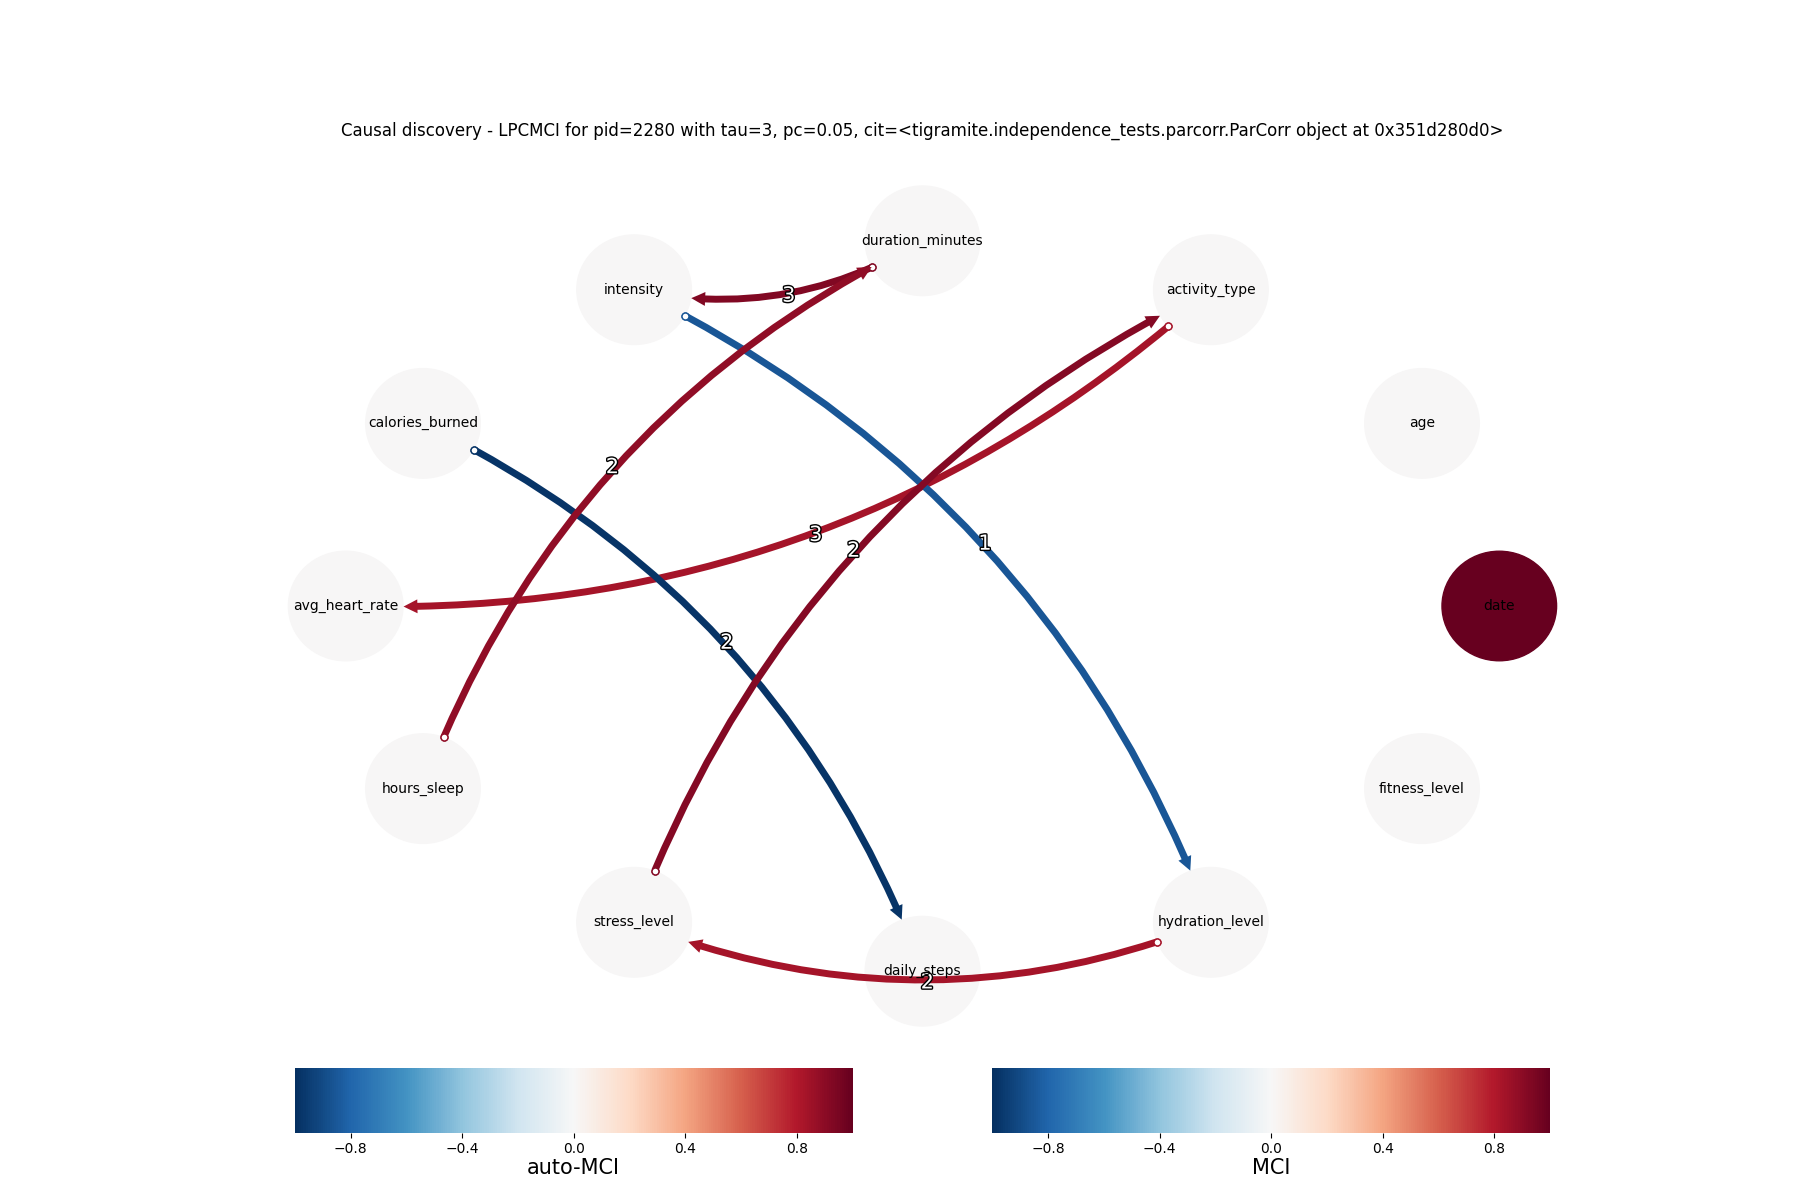 Causal discovery - LPCMCI for pid=2280 with tau=3, pc=0.05, cit=<tigramite.independence_tests.parcorr.ParCorr object at 0x351d280d0>
duration_minutes
intensity
activity_type
3
calories_burned
age
2
3
2
1
avg_heart_rate
date
2
hours_sleep
fitness_level
stress_level
hydration_level
daily_steps
2
−0.8 −0.4 0.0 0.4 0.8
auto-MCI
−0.8 −0.4 0.0 0.4 0.8
MCI